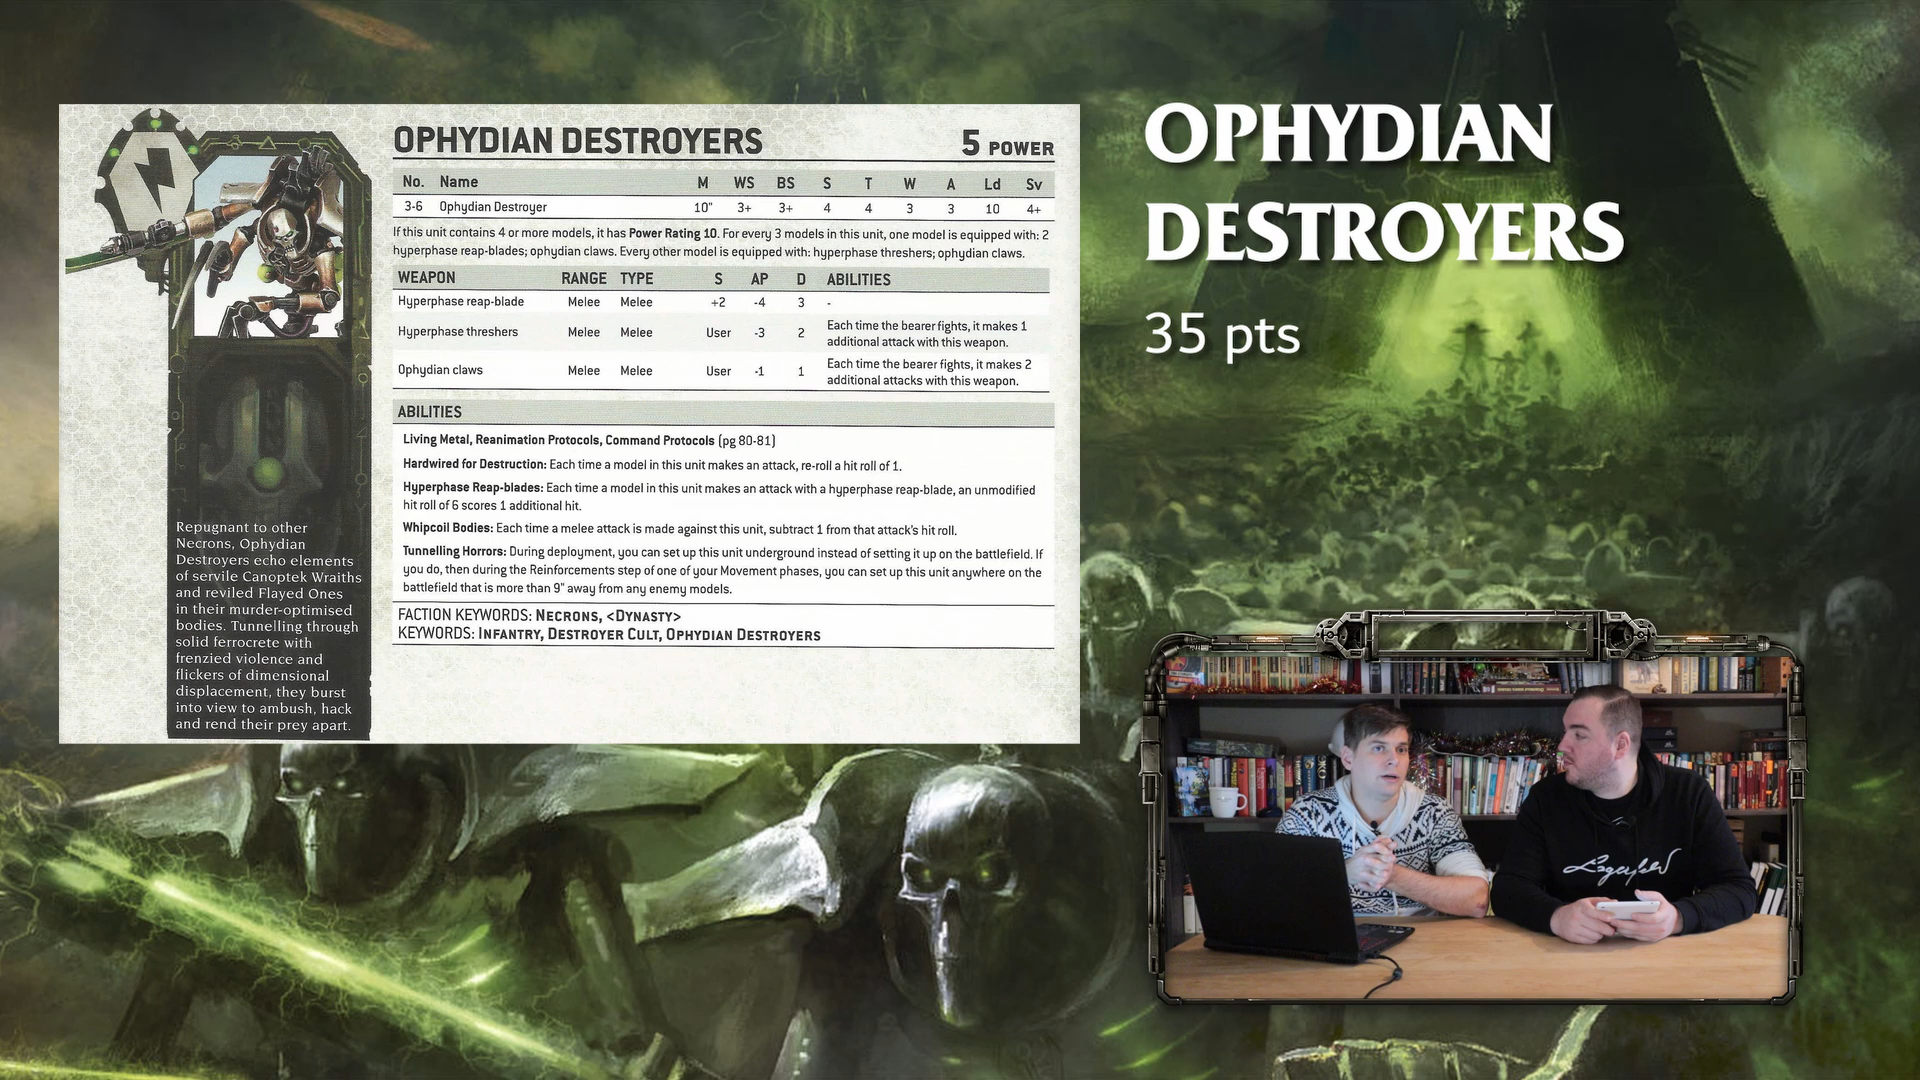 OPHYDIAN DESTROYERS
5 POWER
No. Name M WS BS S T W A Ld Sv
3-6 Ophydian Destroyer 10" 3+ 3+ 4 4 3 3 10 4+
If this unit contains 4 or more models, it has Power Rating 10. For every 3 models in this unit, one model is equipped with: 2
hyperphase reap-blades; ophydian claws. Every other model is equipped with: hyperphase threshers; ophydian claws.
WEAPON RANGE TYPE S AP D ABILITIES
Hyperphase reap-blade Melee Melee +2 -4 3 -
Hyperphase threshers Melee Melee User -3 2 Each time the bearer fights, it makes 1
additional attack with this weapon.
Ophydian claws Melee Melee User -1 1 Each time the bearer fights, it makes 2
additional attacks with this weapon.
ABILITIES
Living Metal, Reanimation Protocols, Command Protocols (pg 80-81)
Hardwired for Destruction: Each time a model in this unit makes an attack, re-roll a hit roll of 1.
Hyperphase Reap-blades: Each time a model in this unit makes an attack with a hyperphase reap-blade, an unmodified
hit roll of 6 scores 1 additional hit.
Whipcoil Bodies: Each time a melee attack is made against this unit, subtract 1 from that attack's hit roll.
Tunnelling Horrors: During deployment, you can set up this unit underground instead of setting it up on the battlefield. If
you do, then during the Reinforcements step of one of your Movement phases, you can set up this unit anywhere on the
battlefield that is more than 9" away from any enemy models.
FACTION KEYWORDS: NECRONS, <DYNASTY>
KEYWORDS: INFANTRY, DESTROYER CULT, OPHYDIAN DESTROYERS
Repugnant to other
Necrons, Ophydian
Destroyers echo elements
of servile Canoptek Wraiths
and reviled Flayed Ones
in their murder-optimised
bodies. Tunnelling through
solid ferrocrete with
frenzied violence and
flickers of dimensional
displacement, they burst
into view to ambush, hack
and rend their prey apart.
OPHYDIAN
DESTROYERS
35 pts